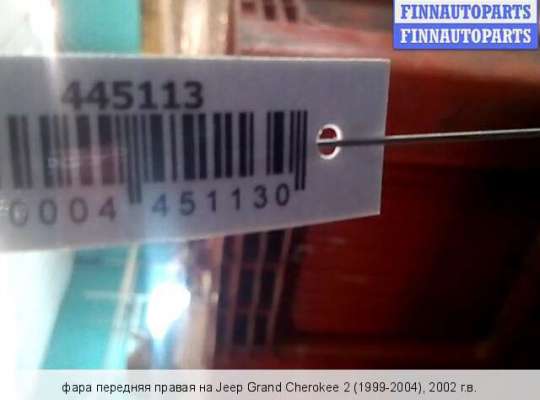 FINNAUTOPARTS
FINNAUTOPARTS
445113
0004 451130
фара передняя правая на Jeep Grand Cherokee 2 (1999-2004), 2002 г.в.